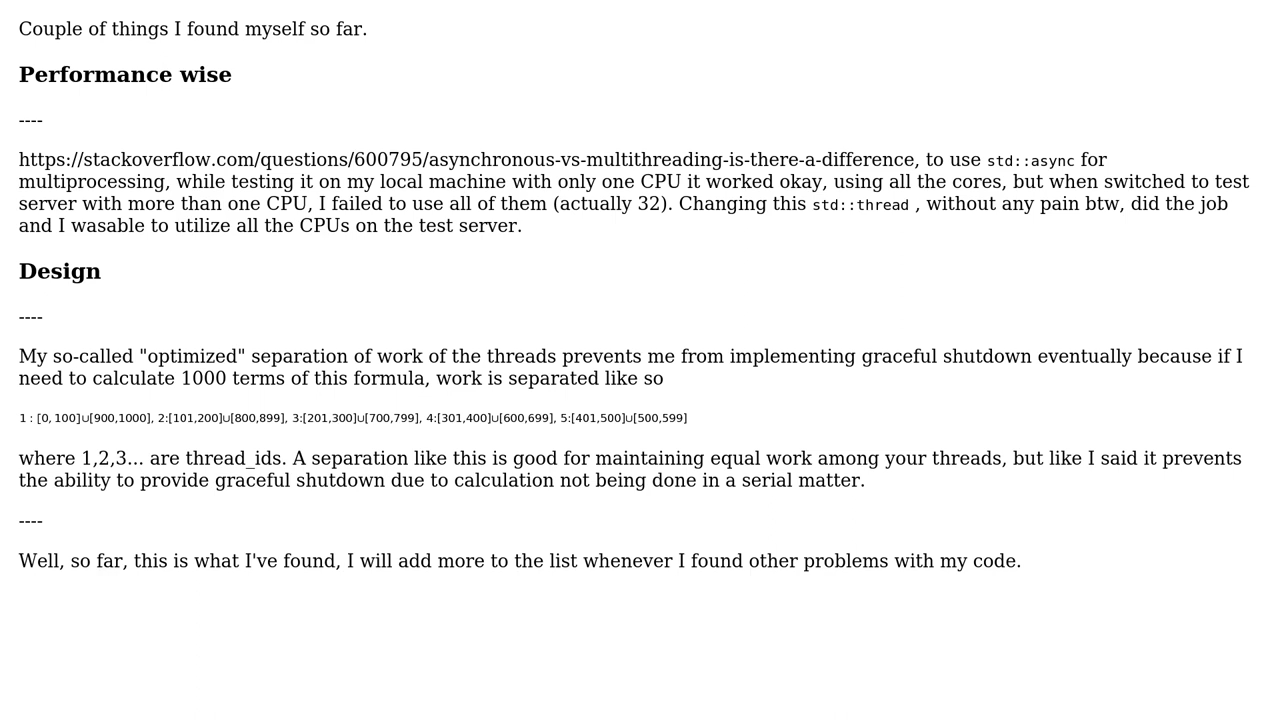 Couple of things I found myself so far.
Performance wise
----
https://stackoverflow.com/questions/600795/asynchronous-vs-multithreading-is-there-a-difference, to use std::async for
multiprocessing, while testing it on my local machine with only one CPU it worked okay, using all the cores, but when switched to test
server with more than one CPU, I failed to use all of them (actually 32). Changing this std::thread , without any pain btw, did the job
and I wasable to utilize all the CPUs on the test server.
Design
----
My so-called "optimized" separation of work of the threads prevents me from implementing graceful shutdown eventually because if I
need to calculate 1000 terms of this formula, work is separated like so
1 : [0, 100]∪[900,1000], 2:[101,200]∪[800,899], 3:[201,300]∪[700,799], 4:[301,400]∪[600,699], 5:[401,500]∪[500,599]
where 1,2,3... are thread_ids. A separation like this is good for maintaining equal work among your threads, but like I said it prevents
the ability to provide graceful shutdown due to calculation not being done in a serial matter.
----
Well, so far, this is what I've found, I will add more to the list whenever I found other problems with my code.